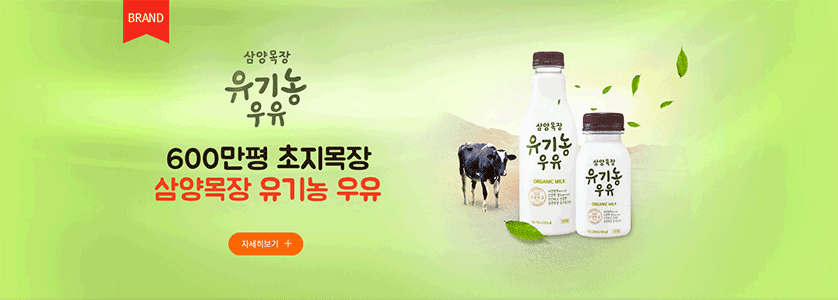 BRAND
삼양목장
유기농
우유
600만평 초지목장
삼양목장 유기농 우유
자세히보기 +
삼양목장
유기농
우유
ORGANIC MILK
삼양목장
유기농
우유
ORGANIC MILK